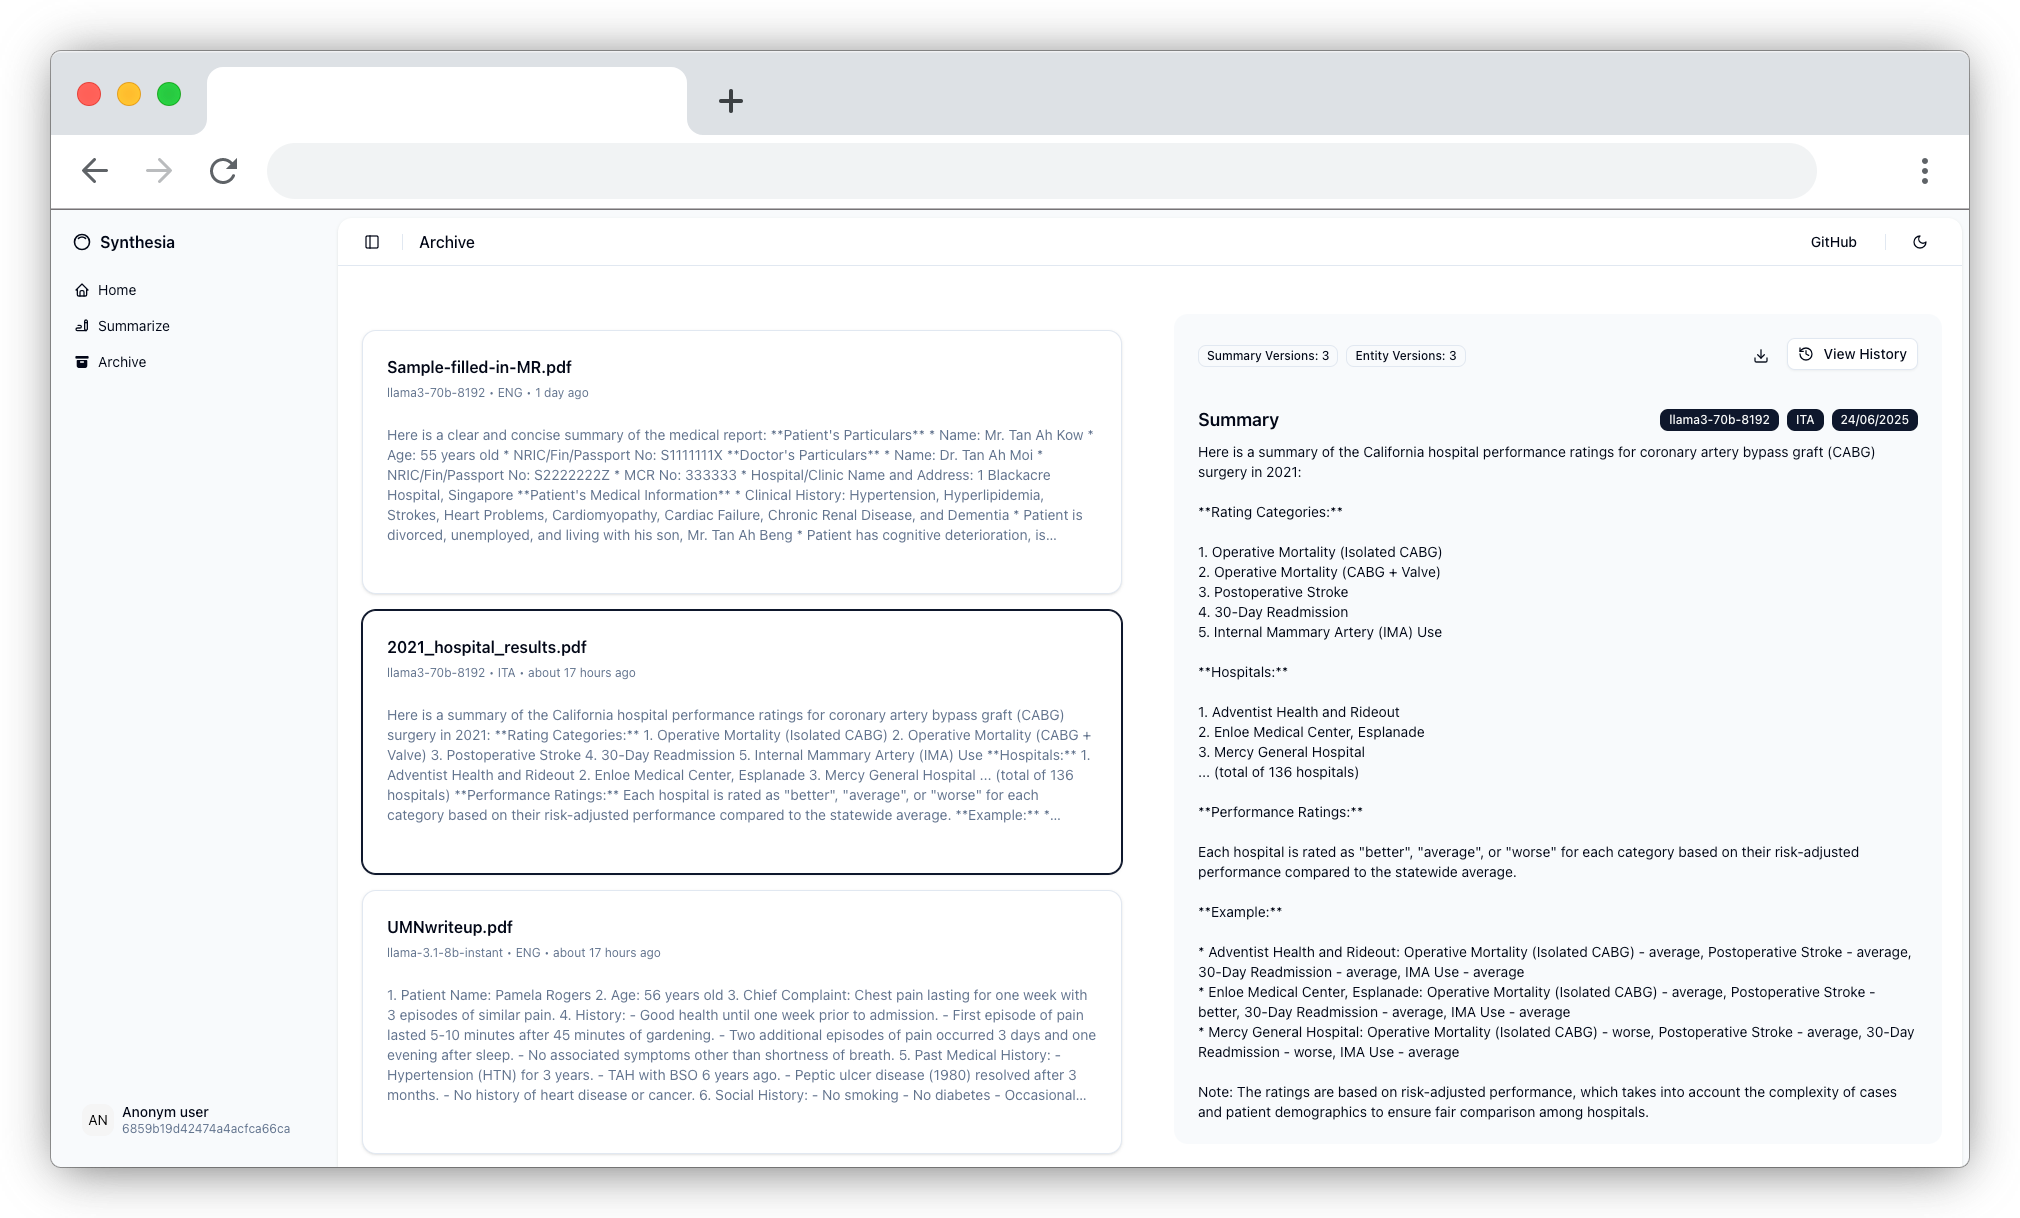 Synthesia
Home
Summarize
Archive
AN
Anonym user
6859b19d42474a4acfca66ca
Archive
GitHub
Sample-filled-in-MR.pdf
llama3-70b-8192 • ENG • 1 day ago
Here is a clear and concise summary of the medical report: **Patient's Particulars** * Name: Mr. Tan Ah Kow *
Age: 55 years old * NRIC/Fin/Passport No: S1111111X **Doctor's Particulars** * Name: Dr. Tan Ah Moi *
NRIC/Fin/Passport No: S2222222Z * MCR No: 333333 * Hospital/Clinic Name and Address: 1 Blackacre
Hospital, Singapore **Patient's Medical Information** * Clinical History: Hypertension, Hyperlipidemia,
Strokes, Heart Problems, Cardiomyopathy, Cardiac Failure, Chronic Renal Disease, and Dementia * Patient is
divorced, unemployed, and living with his son, Mr. Tan Ah Beng * Patient has cognitive deterioration, is...
2021_hospital_results.pdf
llama3-70b-8192 • ITA • about 17 hours ago
Here is a summary of the California hospital performance ratings for coronary artery bypass graft (CABG)
surgery in 2021: **Rating Categories:** 1. Operative Mortality (Isolated CABG) 2. Operative Mortality (CABG +
Valve) 3. Postoperative Stroke 4. 30-Day Readmission 5. Internal Mammary Artery (IMA) Use **Hospitals:** 1.
Adventist Health and Rideout 2. Enloe Medical Center, Esplanade 3. Mercy General Hospital ... (total of 136
hospitals) **Performance Ratings:** Each hospital is rated as "better", "average", or "worse" for each
category based on their risk-adjusted performance compared to the statewide average. **Example:** *...
UMNwriteup.pdf
llama-3.1-8b-instant • ENG • about 17 hours ago
1. Patient Name: Pamela Rogers 2. Age: 56 years old 3. Chief Complaint: Chest pain lasting for one week with
3 episodes of similar pain. 4. History: - Good health until one week prior to admission. - First episode of pain
lasted 5-10 minutes after 45 minutes of gardening. - Two additional episodes of pain occurred 3 days and one
evening after sleep. - No associated symptoms other than shortness of breath. 5. Past Medical History: -
Hypertension (HTN) for 3 years. - TAH with BSO 6 years ago. - Peptic ulcer disease (1980) resolved after 3
months. - No history of heart disease or cancer. 6. Social History: - No smoking - No diabetes - Occasional...
Summary Versions: 3
Entity Versions: 3
View History
Summary
llama3-70b-8192
ITA
24/06/2025
Here is a summary of the California hospital performance ratings for coronary artery bypass graft (CABG)
surgery in 2021:
**Rating Categories:**
1. Operative Mortality (Isolated CABG)
2. Operative Mortality (CABG + Valve)
3. Postoperative Stroke
4. 30-Day Readmission
5. Internal Mammary Artery (IMA) Use
**Hospitals:**
1. Adventist Health and Rideout
2. Enloe Medical Center, Esplanade
3. Mercy General Hospital
... (total of 136 hospitals)
**Performance Ratings:**
Each hospital is rated as "better", "average", or "worse" for each category based on their risk-adjusted
performance compared to the statewide average.
**Example:**
* Adventist Health and Rideout: Operative Mortality (Isolated CABG) - average, Postoperative Stroke - average,
30-Day Readmission - average, IMA Use - average
* Enloe Medical Center, Esplanade: Operative Mortality (Isolated CABG) - average, Postoperative Stroke -
better, 30-Day Readmission - average, IMA Use - average
* Mercy General Hospital: Operative Mortality (Isolated CABG) - worse, Postoperative Stroke - average, 30-Day
Readmission - worse, IMA Use - average
Note: The ratings are based on risk-adjusted performance, which takes into account the complexity of cases
and patient demographics to ensure fair comparison among hospitals.